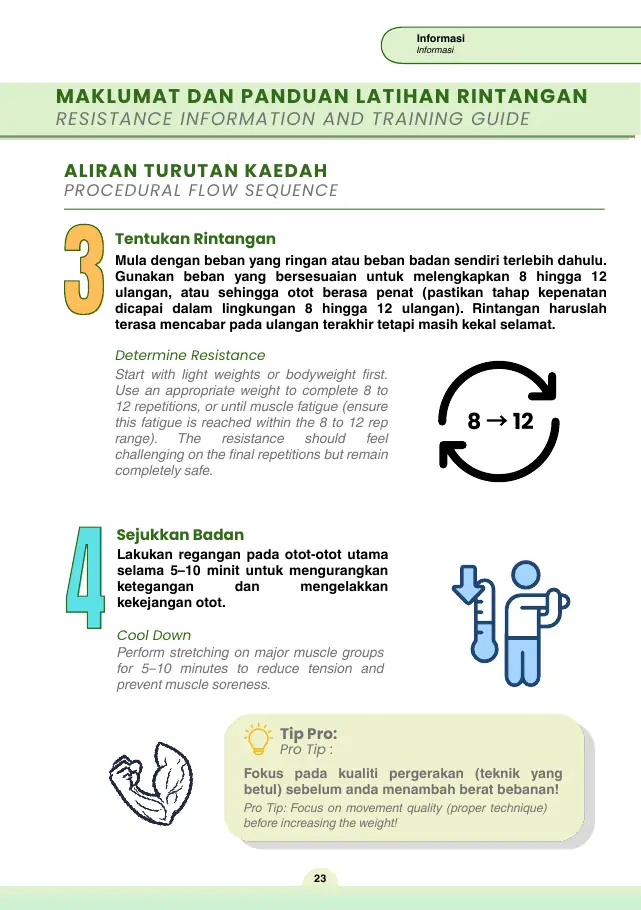 Informasi
Informasi
MAKLUMAT DAN PANDUAN LATIHAN RINTANGAN
RESISTANCE INFORMATION AND TRAINING GUIDE
ALIRAN TURUTAN KAEDAH
PROCEDURAL FLOW SEQUENCE
3
Tentukan Rintangan
Mula dengan beban yang ringan atau beban badan sendiri terlebih dahulu.
Gunakan beban yang bersesuaian untuk melengkapkan 8 hingga 12
ulangan, atau sehingga otot berasa penat (pastikan tahap kepenatan
dicapai dalam lingkungan 8 hingga 12 ulangan). Rintangan haruslah
terasa mencabar pada ulangan terakhir tetapi masih kekal selamat.
Determine Resistance
Start with light weights or bodyweight first.
Use an appropriate weight to complete 8 to
12 repetitions, or until muscle fatigue (ensure
this fatigue is reached within the 8 to 12 rep
range). The resistance should feel
challenging on the final repetitions but remain
completely safe.
8 → 12
4
Sejukkan Badan
Lakukan regangan pada otot-otot utama
selama 5–10 minit untuk mengurangkan
ketegangan dan mengelakkan
kekejangan otot.
Cool Down
Perform stretching on major muscle groups
for 5–10 minutes to reduce tension and
prevent muscle soreness.
Tip Pro:
Pro Tip :
Fokus pada kualiti pergerakan (teknik yang
betul) sebelum anda menambah berat bebanan!
Pro Tip: Focus on movement quality (proper technique)
before increasing the weight!
23